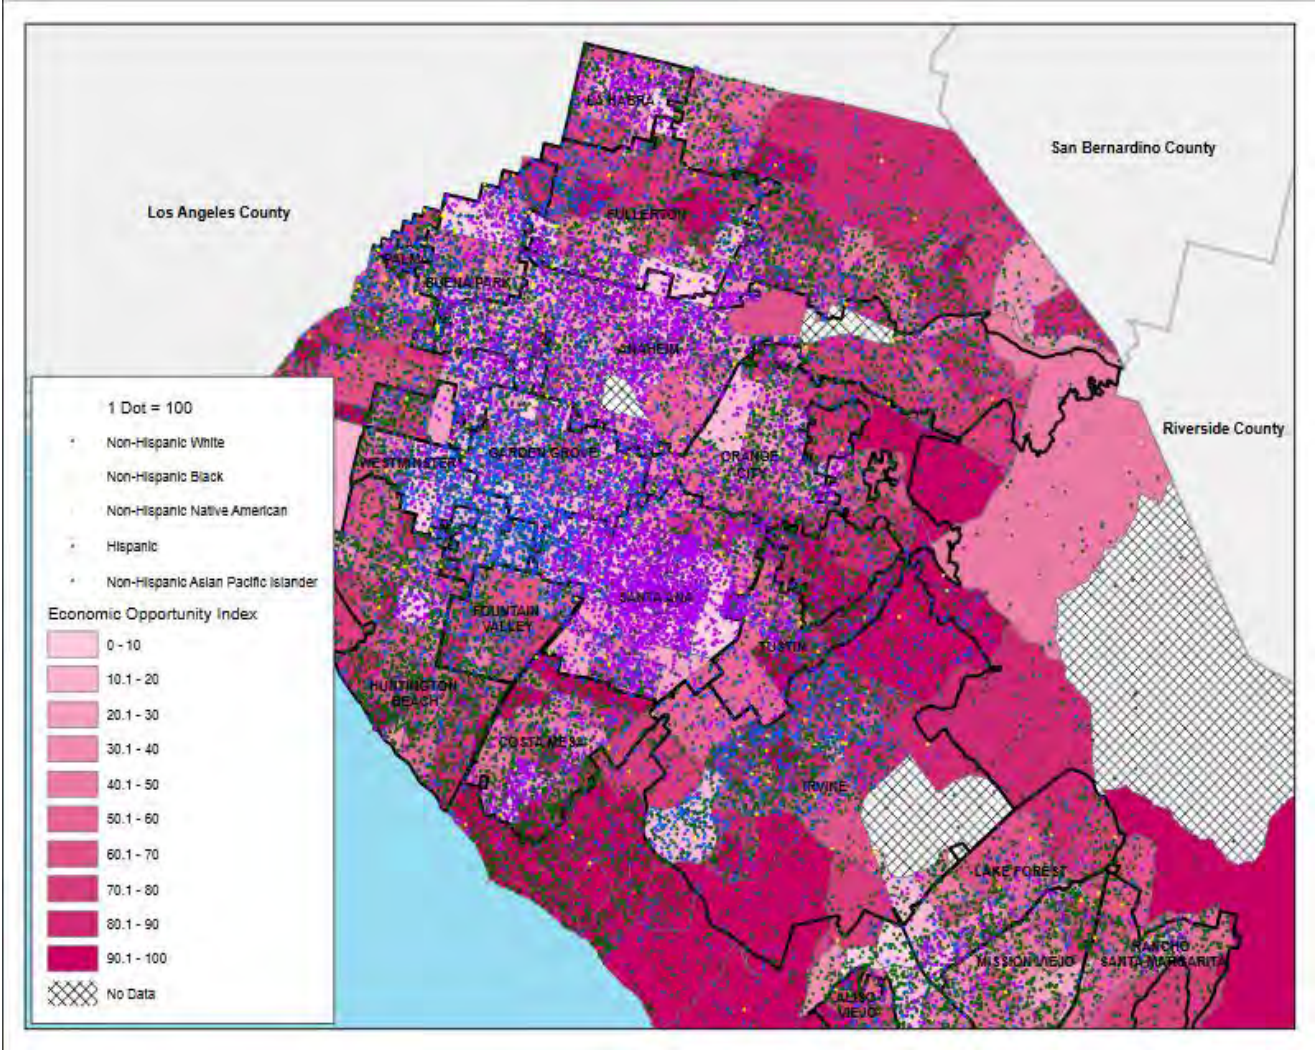 LA HABRA
San Bernardino County
Los Angeles County
FULLERTON
PALMA
BUENA PARK
ANAHEIM
Riverside County
1 Dot = 100
Non-Hispanic White
Non-Hispanic Black
Non-Hispanic Native American
Hispanic
Non-Hispanic Asian Pacific Islander
GARDEN GROVE
WESTMINSTER
ORANGE
CITY
SANTA ANA
FOUNTAIN
VALLEY
TUSTIN
Economic Opportunity Index
0 - 10
10.1 - 20
20.1 - 30
30.1 - 40
40.1 - 50
50.1 - 60
60.1 - 70
70.1 - 80
80.1 - 90
90.1 - 100
No Data
HUNTINGTON
BEACH
COSTA MESA
IRVINE
LAKE FOREST
MISSION VIEJO
RANCHO
SANTA MARGARITA
ALISO
VIEJO